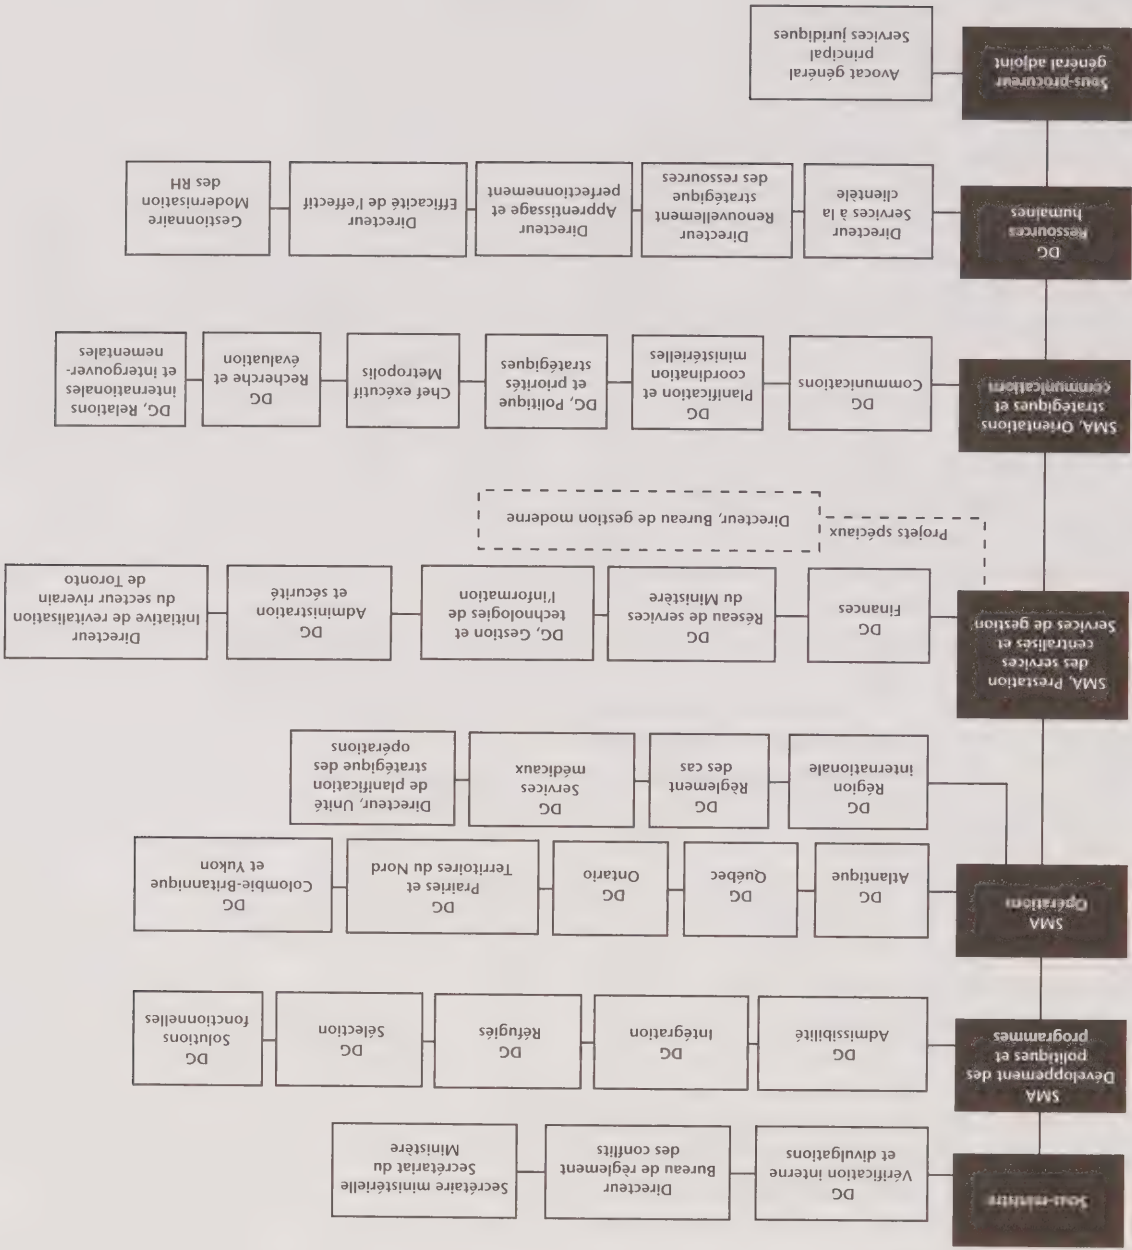 Sous-ministre
DG
Vérification interne
et divulgations
Directeur
Bureau de règlement
des conflits
Secrétaire ministérielle
Secrétariat du
Ministère
SMA
Développement des
politiques et
programmes
DG
Admissibilité
DG
Intégration
DG
Réfugiés
DG
Sélection
DG
Solutions
fonctionnelles
SMA
Opérations
DG
Atlantique
DG
Québec
DG
Ontario
DG
Prairies et
Territoires du Nord
DG
Colombie-Britannique
et Yukon
DG
Région
internationale
DG
Règlement
des cas
DG
Services
médicaux
Directeur, Unité
de planification
stratégique des
opérations
SMA, Prestation
des services
centralisés et
Services de gestion
DG
Finances
DG
Réseau de services
du Ministère
DG, Gestion et
technologies de
l'information
DG
Administration
et sécurité
Directeur
Initiative de revitalisation
du secteur riverain
de Toronto
Projets spéciaux
Directeur, Bureau de gestion moderne
SMA, Orientations
stratégiques et
communications
DG
Communications
DG
Planification et
coordination
ministérielles
DG, Politique
et priorités
stratégiques
Chef exécutif
Metropolis
DG
Recherche et
évaluation
DG, Relations
internationales
et intergouver-
nementales
DG
Ressources
humaines
Directeur
Services à la
clientèle
Directeur
Renouvellement
stratégique
des ressources
Directeur
Apprentissage et
perfectionnement
Directeur
Efficacité de l'effectif
Gestionnaire
Modernisation
des RH
Sous-procureur
général adjoint
Avocat général
principal
Services juridiques